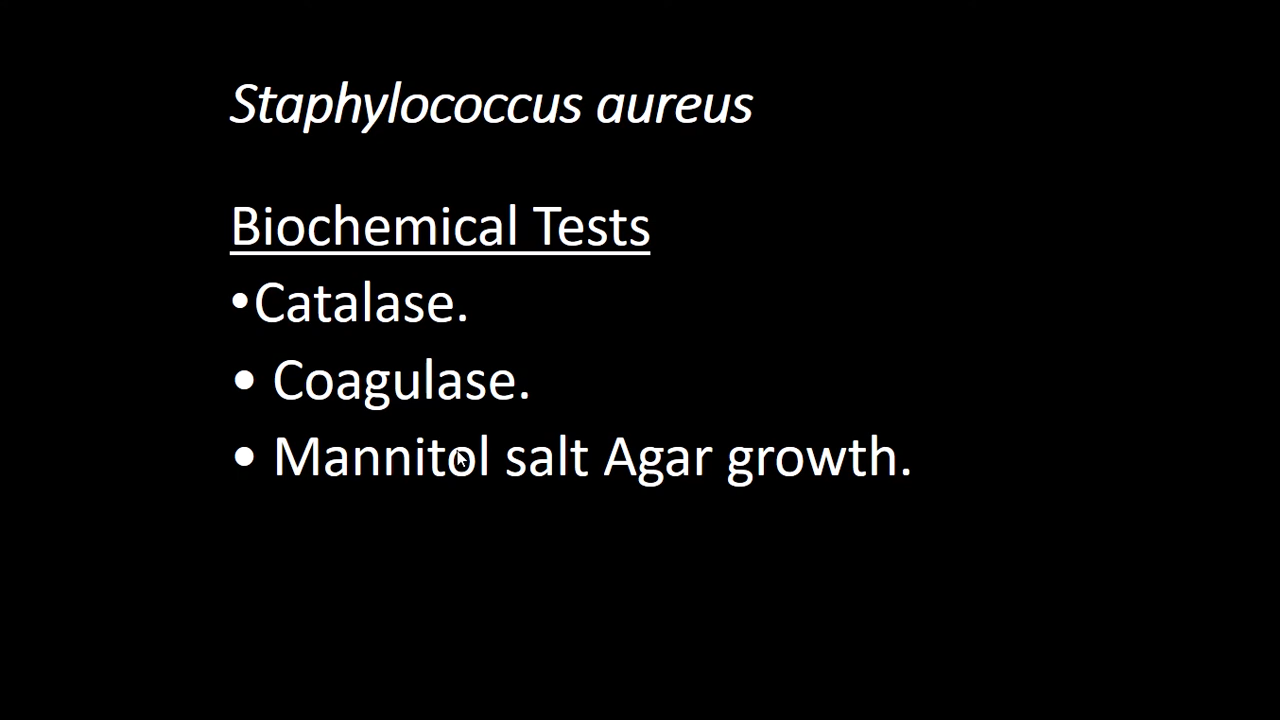 Staphylococcus aureus
Biochemical Tests
•Catalase.
• Coagulase.
• Mannitol salt Agar growth.